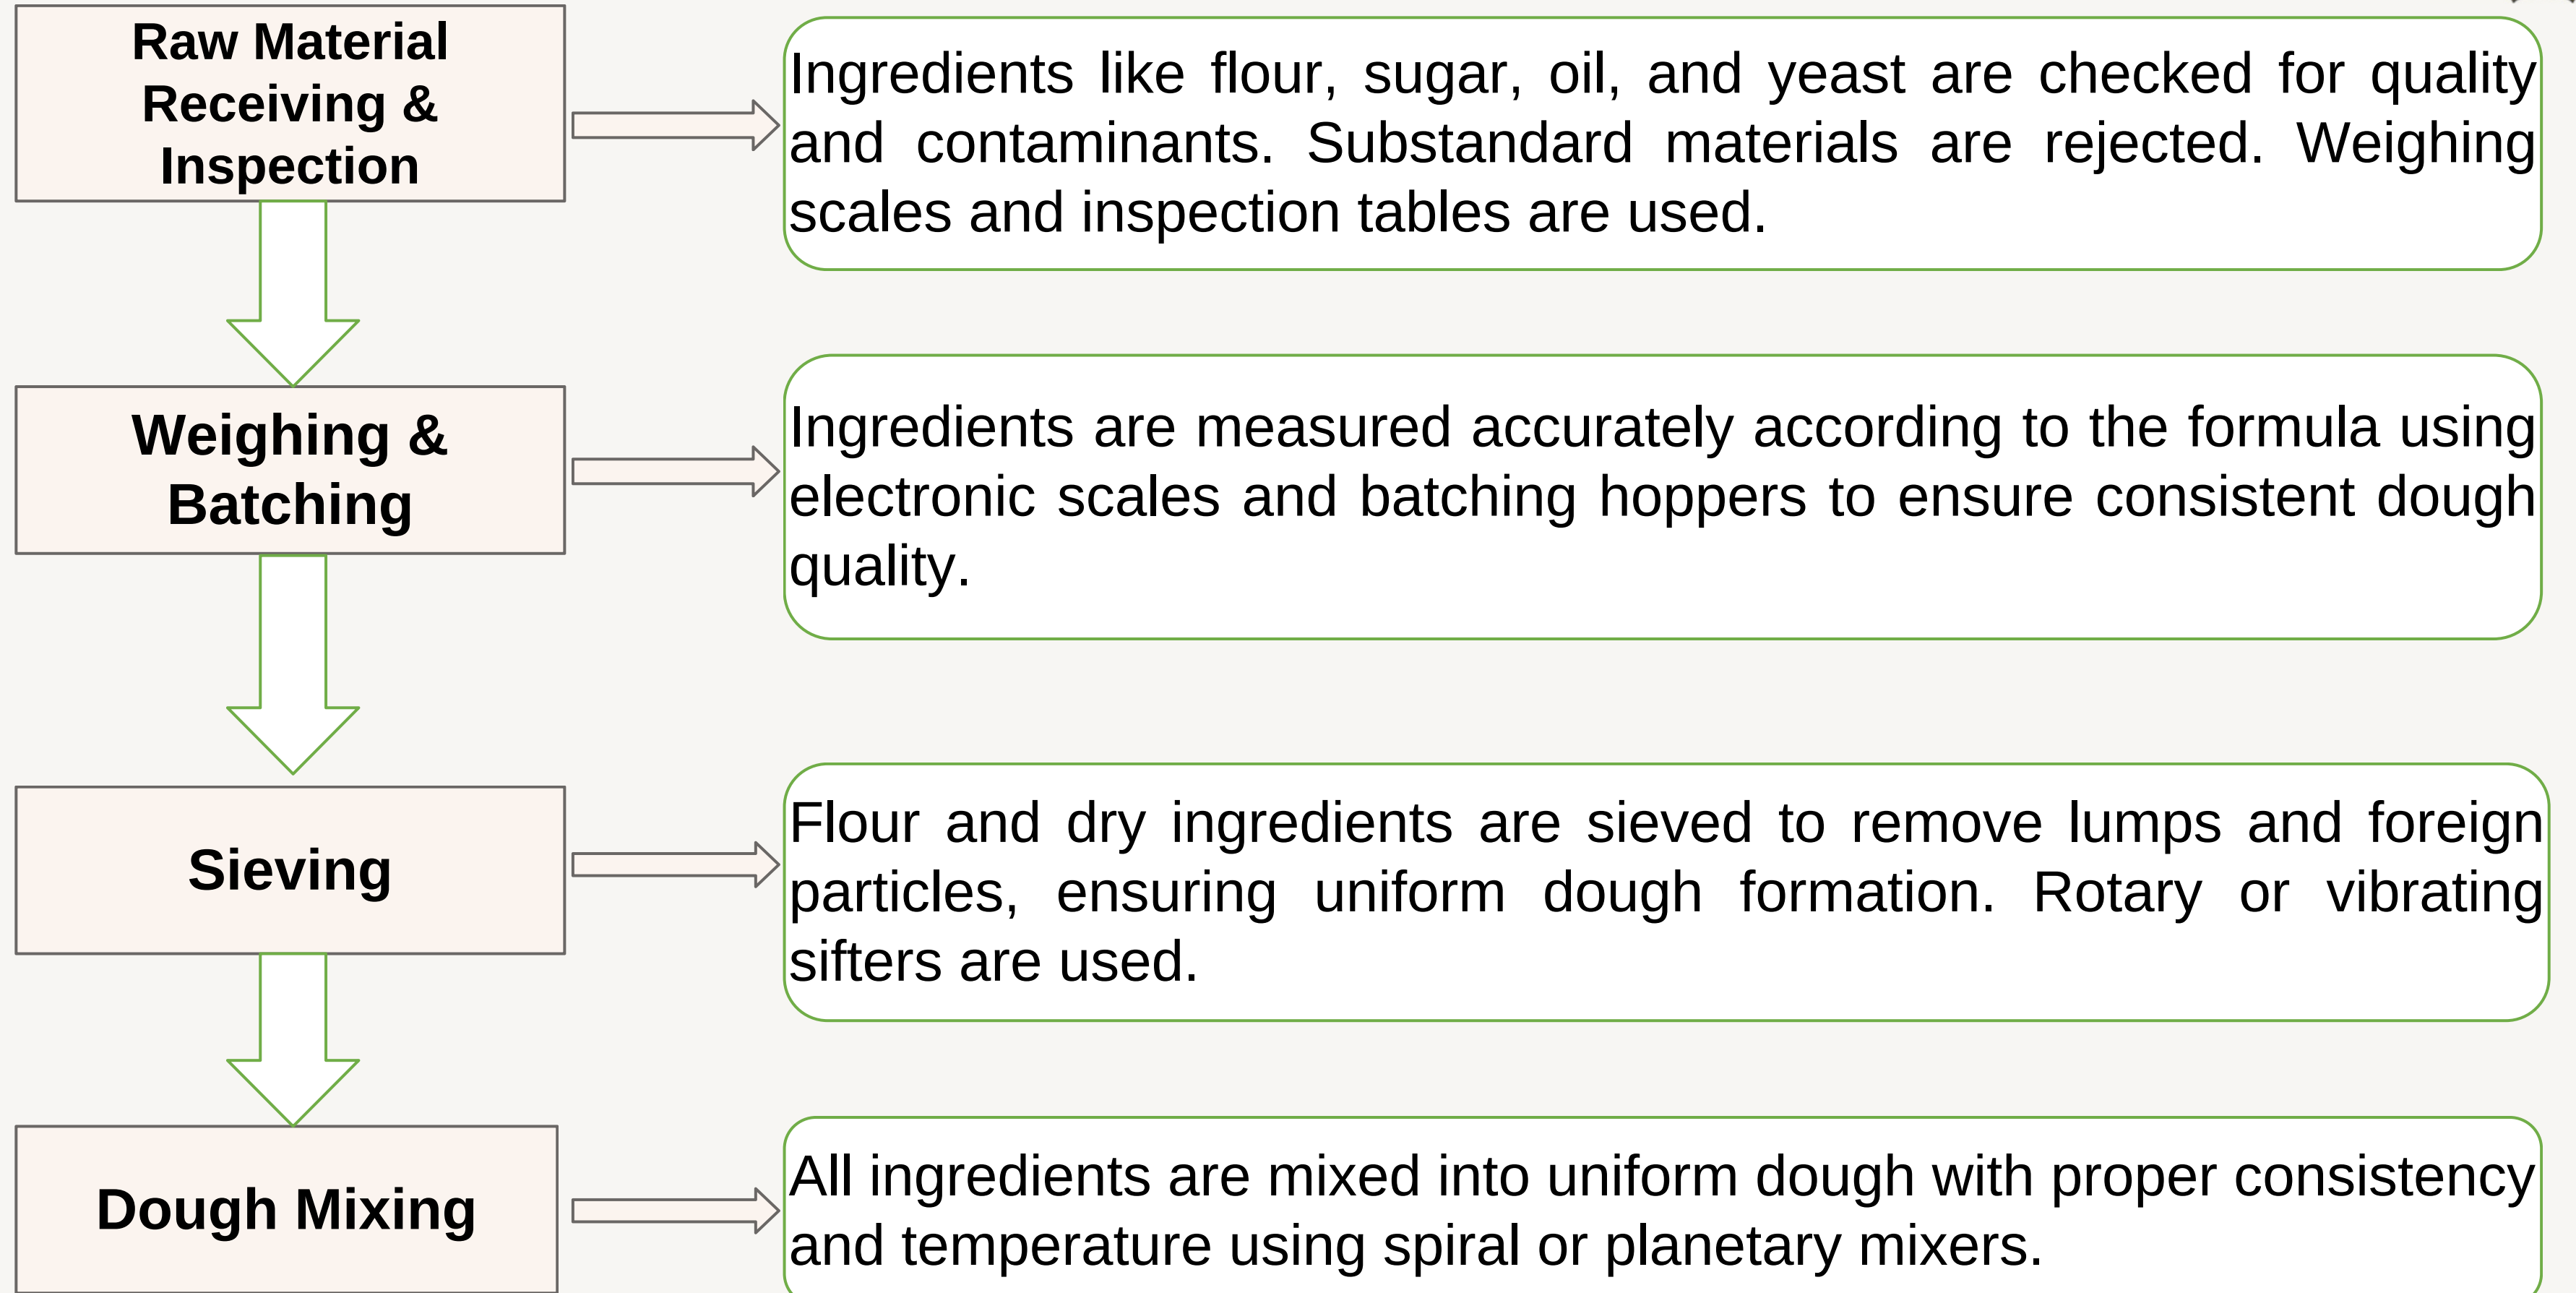 Raw Material
Receiving &
Inspection
Ingredients like flour, sugar, oil, and yeast are checked for quality
and contaminants. Substandard materials are rejected. Weighing
scales and inspection tables are used.
Weighing &
Batching
Ingredients are measured accurately according to the formula using
electronic scales and batching hoppers to ensure consistent dough
quality.
Sieving
Flour and dry ingredients are sieved to remove lumps and foreign
particles, ensuring uniform dough formation. Rotary or vibrating
sifters are used.
Dough Mixing
All ingredients are mixed into uniform dough with proper consistency
and temperature using spiral or planetary mixers.